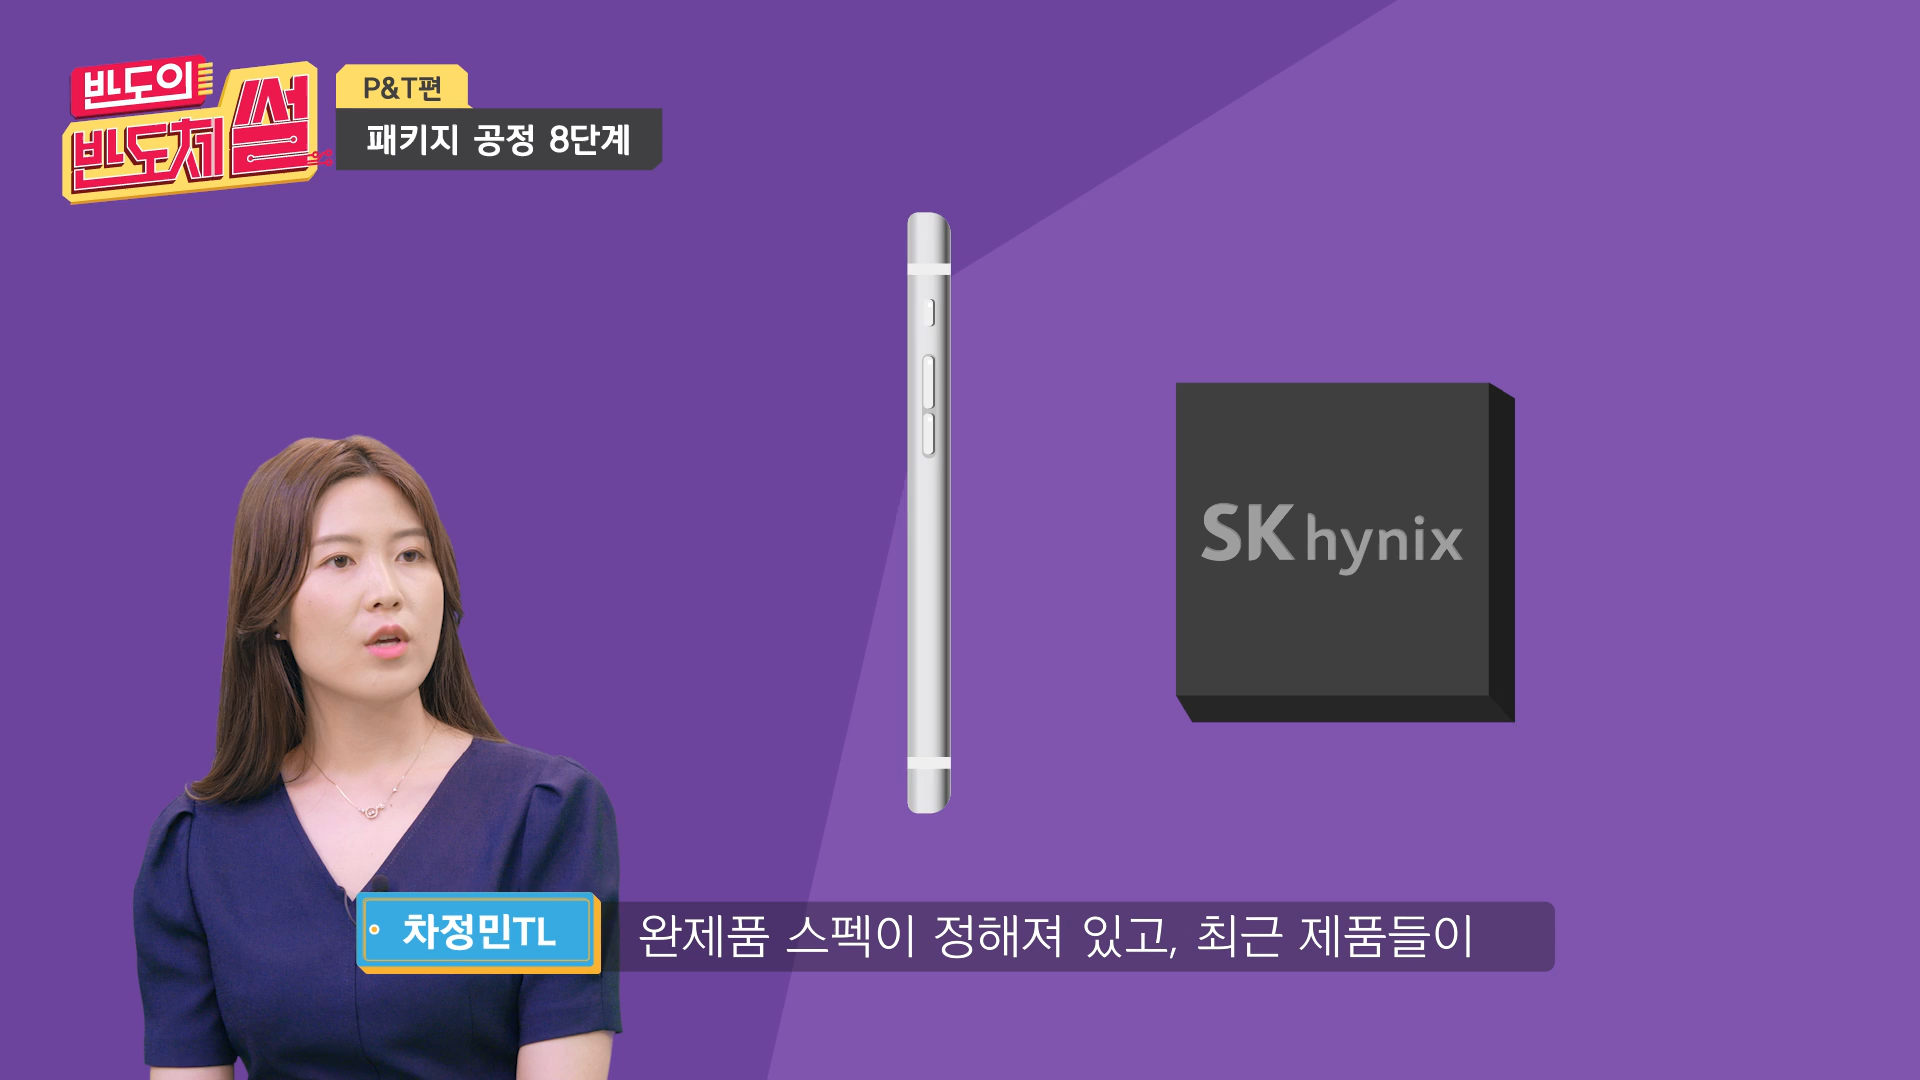 반도의
반도체 썰
P&T편
패키지 공정 8단계
SK hynix
차정민TL
완제품 스펙이 정해져 있고, 최근 제품들이